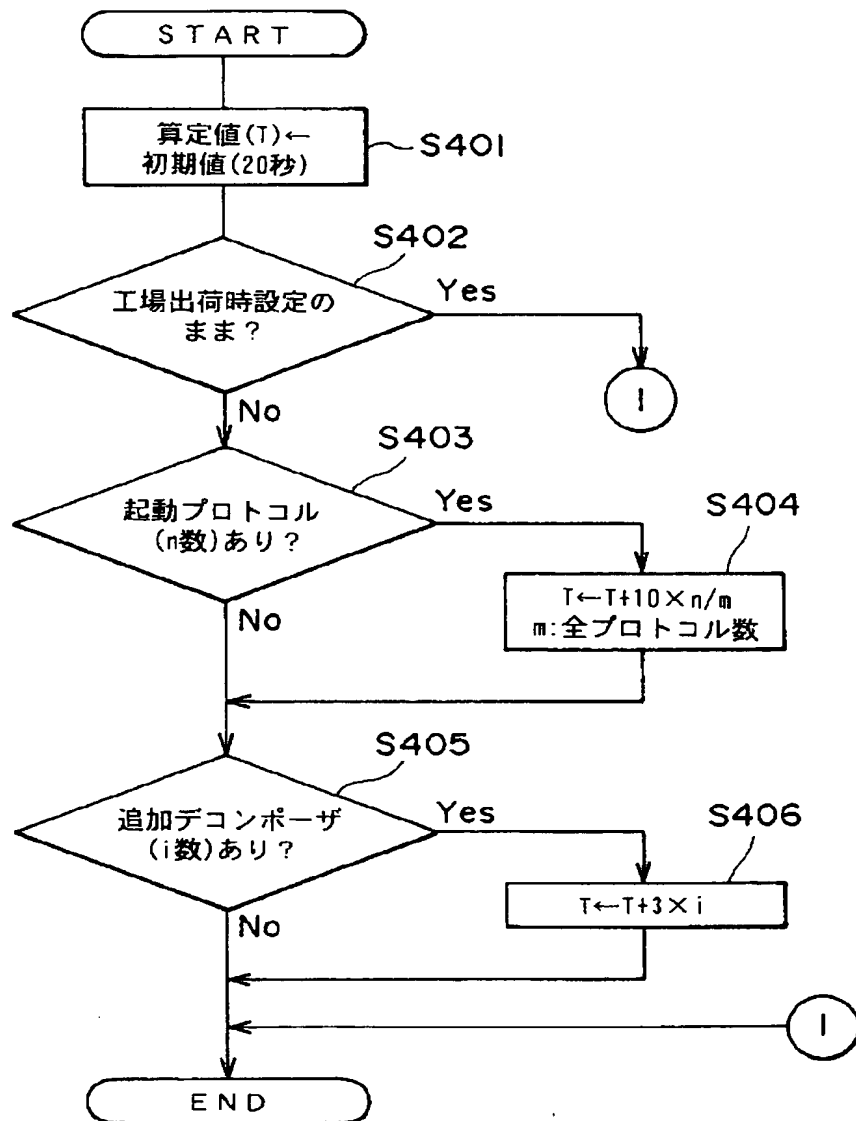 START
算定値(T)←
初期値(20秒)
S401
S402
工場出荷時設定の
まま?
Yes
1
No
S403
起動プロトコル
(n数)あり?
Yes
S404
T←T+10×n/m
m:全プロトコル数
No
S405
追加デコンポーザ
(i数)あり?
Yes
S406
T←T+3×i
No
1
END